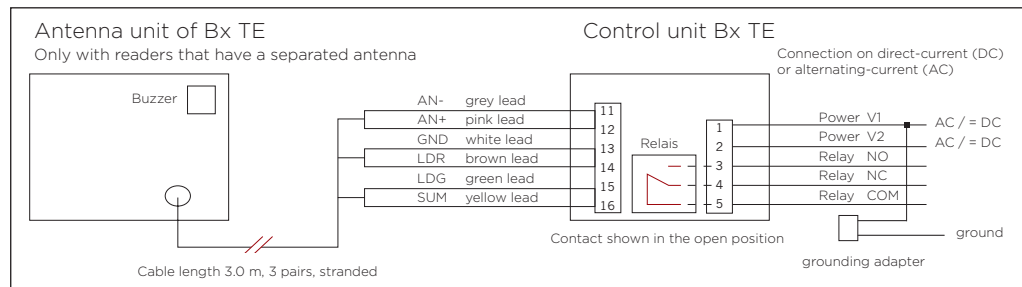 Antenna unit of Bx TE
Only with readers that have a separated antenna
Buzzer
Cable length 3.0 m, 3 pairs, stranded
AN- grey lead
AN+ pink lead
GND white lead
LDR brown lead
LDG green lead
SUM yellow lead
Control unit Bx TE
11
12
13
14
15
16
Relais
1
2
3
4
5
Contact shown in the open position
Connection on direct-current (DC)
or alternating-current (AC)
Power V1 AC / = DC
Power V2 AC / = DC
Relay NO
Relay NC
Relay COM
ground
grounding adapter